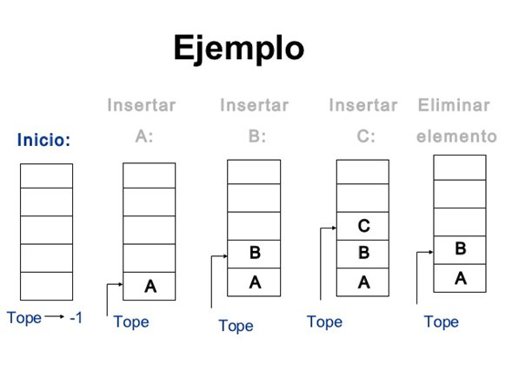 Ejemplo
Insertar Insertar Insertar Eliminar
Inicio: A: B: C: elemento
C
B B B
A A A A
Tope -1 Tope Tope Tope Tope